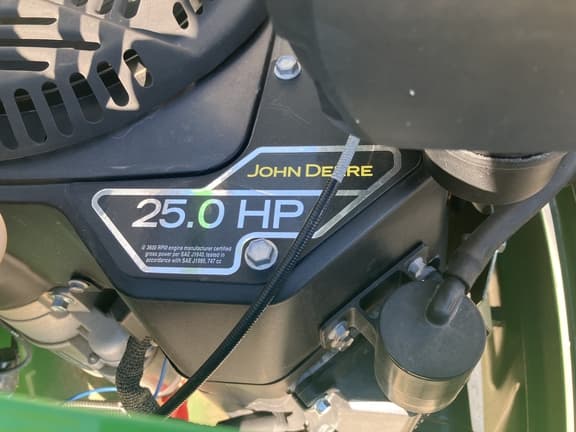 JOHN DEERE
25.0 HP
@ 3600 RPM engine manufacturer certified
gross power per SAE J1940, tested in
accordance with SAE J1995, 747 cc